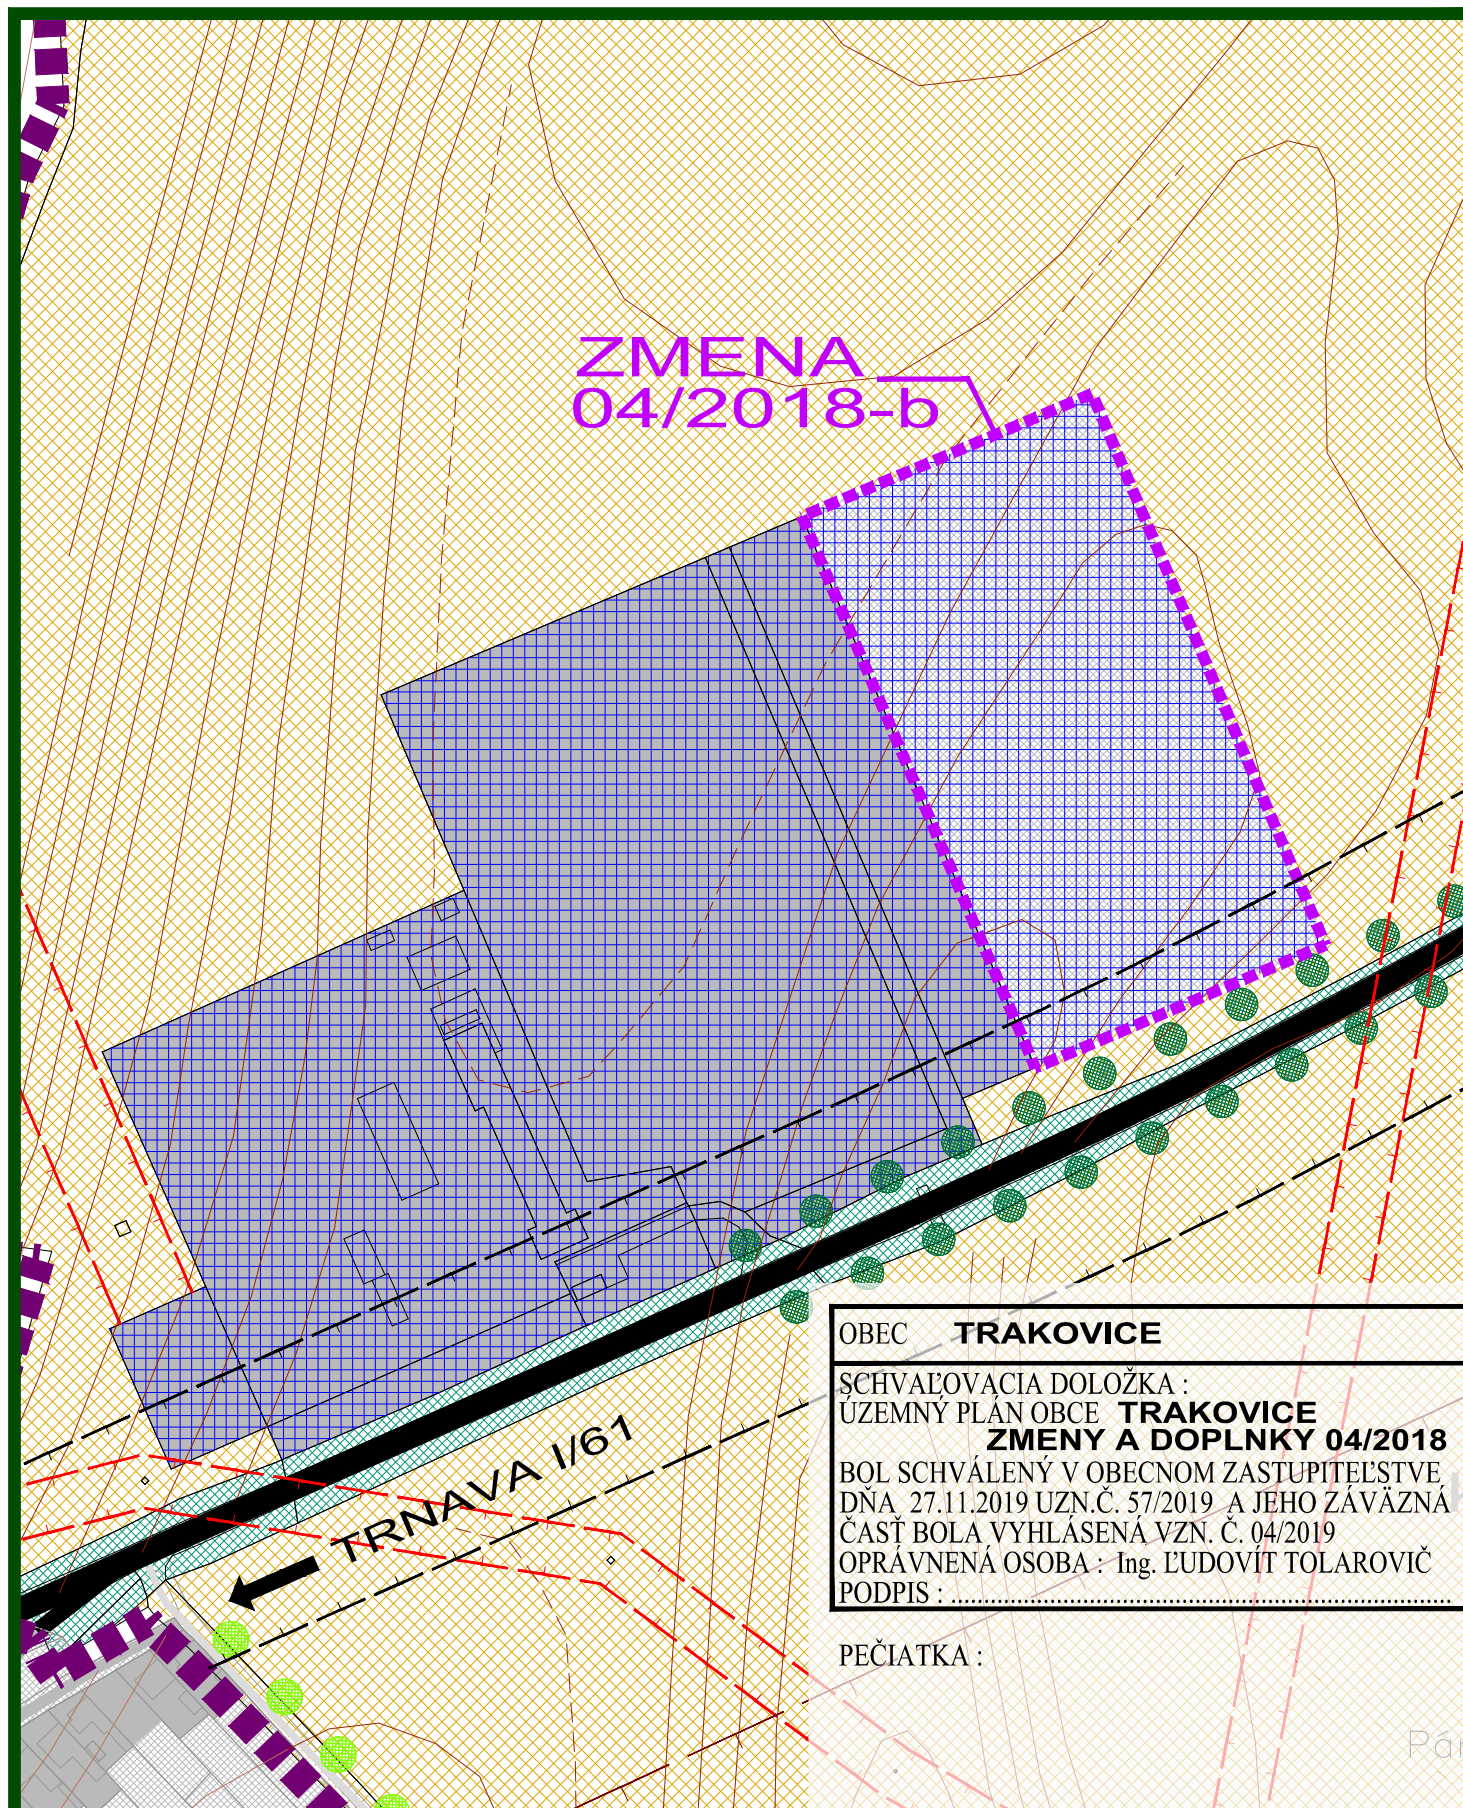 ZMENA
04/2018-b
TRNAVA I/61
OBEC TRAKOVICE
SCHVAĽOVACIA DOLOŽKA :
ÚZEMNÝ PLÁN OBCE TRAKOVICE
ZMENY A DOPLNKY 04/2018
BOL SCHVÁLENÝ V OBECNOM ZASTUPITEĽSTVE
DŇA 27.11.2019 UZN.Č. 57/2019 A JEHO ZÁVÄZNÁ
ČASŤ BOLA VYHLÁSENÁ VZN. Č. 04/2019
OPRÁVNENÁ OSOBA : Ing. ĽUDOVÍT TOLAROVIČ
PODPIS : ....................................................................................
PEČIATKA :